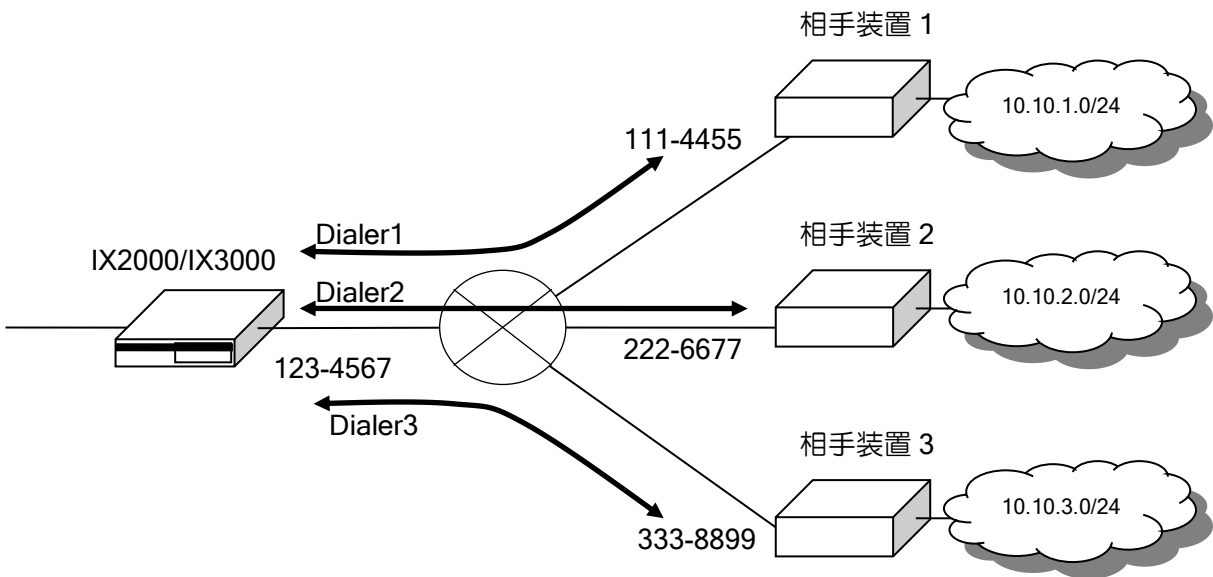 相手装置 1
10.10.1.0/24
111-4455
Dialer1
相手装置 2
IX2000/IX3000
10.10.2.0/24
Dialer2
222-6677
123-4567
Dialer3
相手装置 3
10.10.3.0/24
333-8899